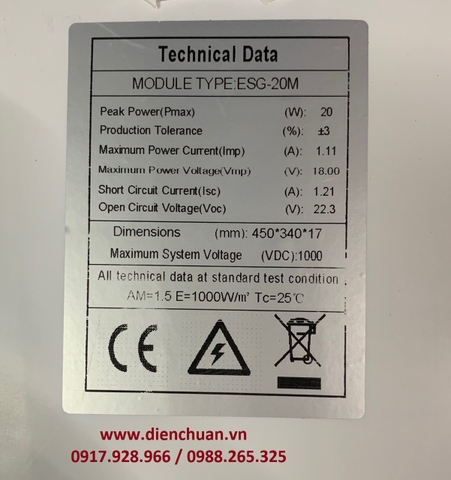 Technical Data
MODULE TYPE:ESG-20M
Peak Power(Pmax) (W): 20
Production Tolerance (%): ±3
Maximum Power Current(Imp) (A): 1.11
Maximum Power Voltage(Vmp) (V): 18.00
Short Circuit Current(Isc) (A): 1.21
Open Circuit Voltage(Voc) (V): 22.3
Dimensions (mm): 450*340*17
Maximum System Voltage (VDC):1000
All technical data at standard test condition
AM=1.5 E=1000W/m² Tc=25℃
CE
www.dienchuan.vn
0917.928.966 / 0988.265.325